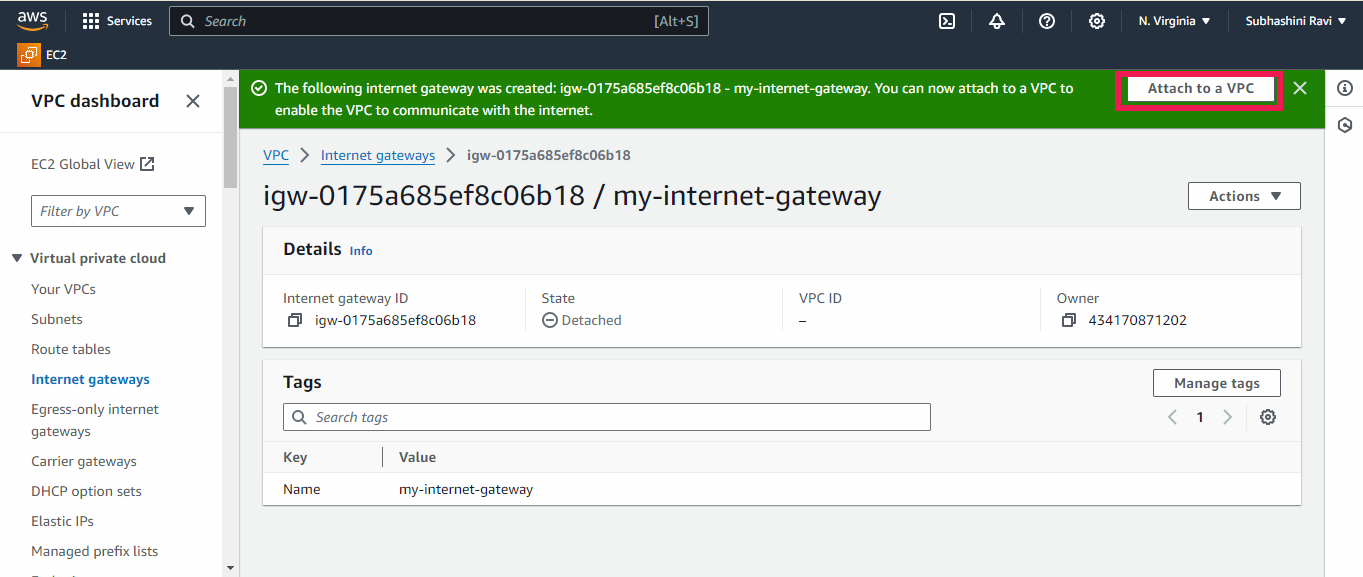 aws
Services
Search
[Alt+S]
N. Virginia
Subhashini Ravi
EC2
VPC dashboard
EC2 Global View
Filter by VPC
Virtual private cloud
Your VPCs
Subnets
Route tables
Internet gateways
Egress-only internet
gateways
Carrier gateways
DHCP option sets
Elastic IPs
Managed prefix lists
The following internet gateway was created: igw-0175a685ef8c06b18 - my-internet-gateway. You can now attach to a VPC to
enable the VPC to communicate with the internet.
Attach to a VPC
VPC > Internet gateways > igw-0175a685ef8c06b18
igw-0175a685ef8c06b18 / my-internet-gateway
Actions
Details Info
Internet gateway ID
igw-0175a685ef8c06b18
State
Detached
VPC ID
–
Owner
434170871202
Tags
Manage tags
Search tags
1
Key Value
Name my-internet-gateway